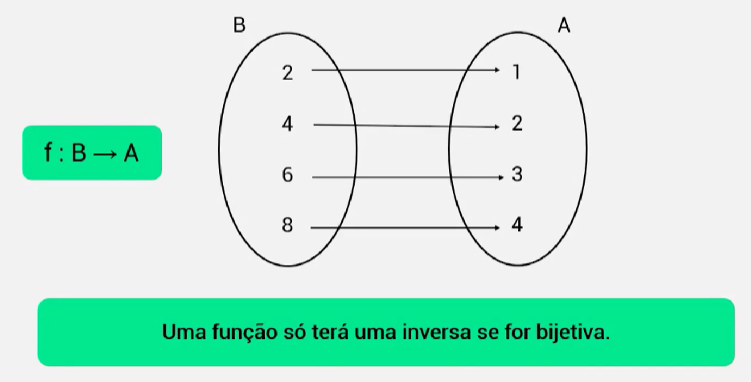 B
A
2
1
4
2
f : B → A
6
3
8
4
Uma função só terá uma inversa se for bijetiva.